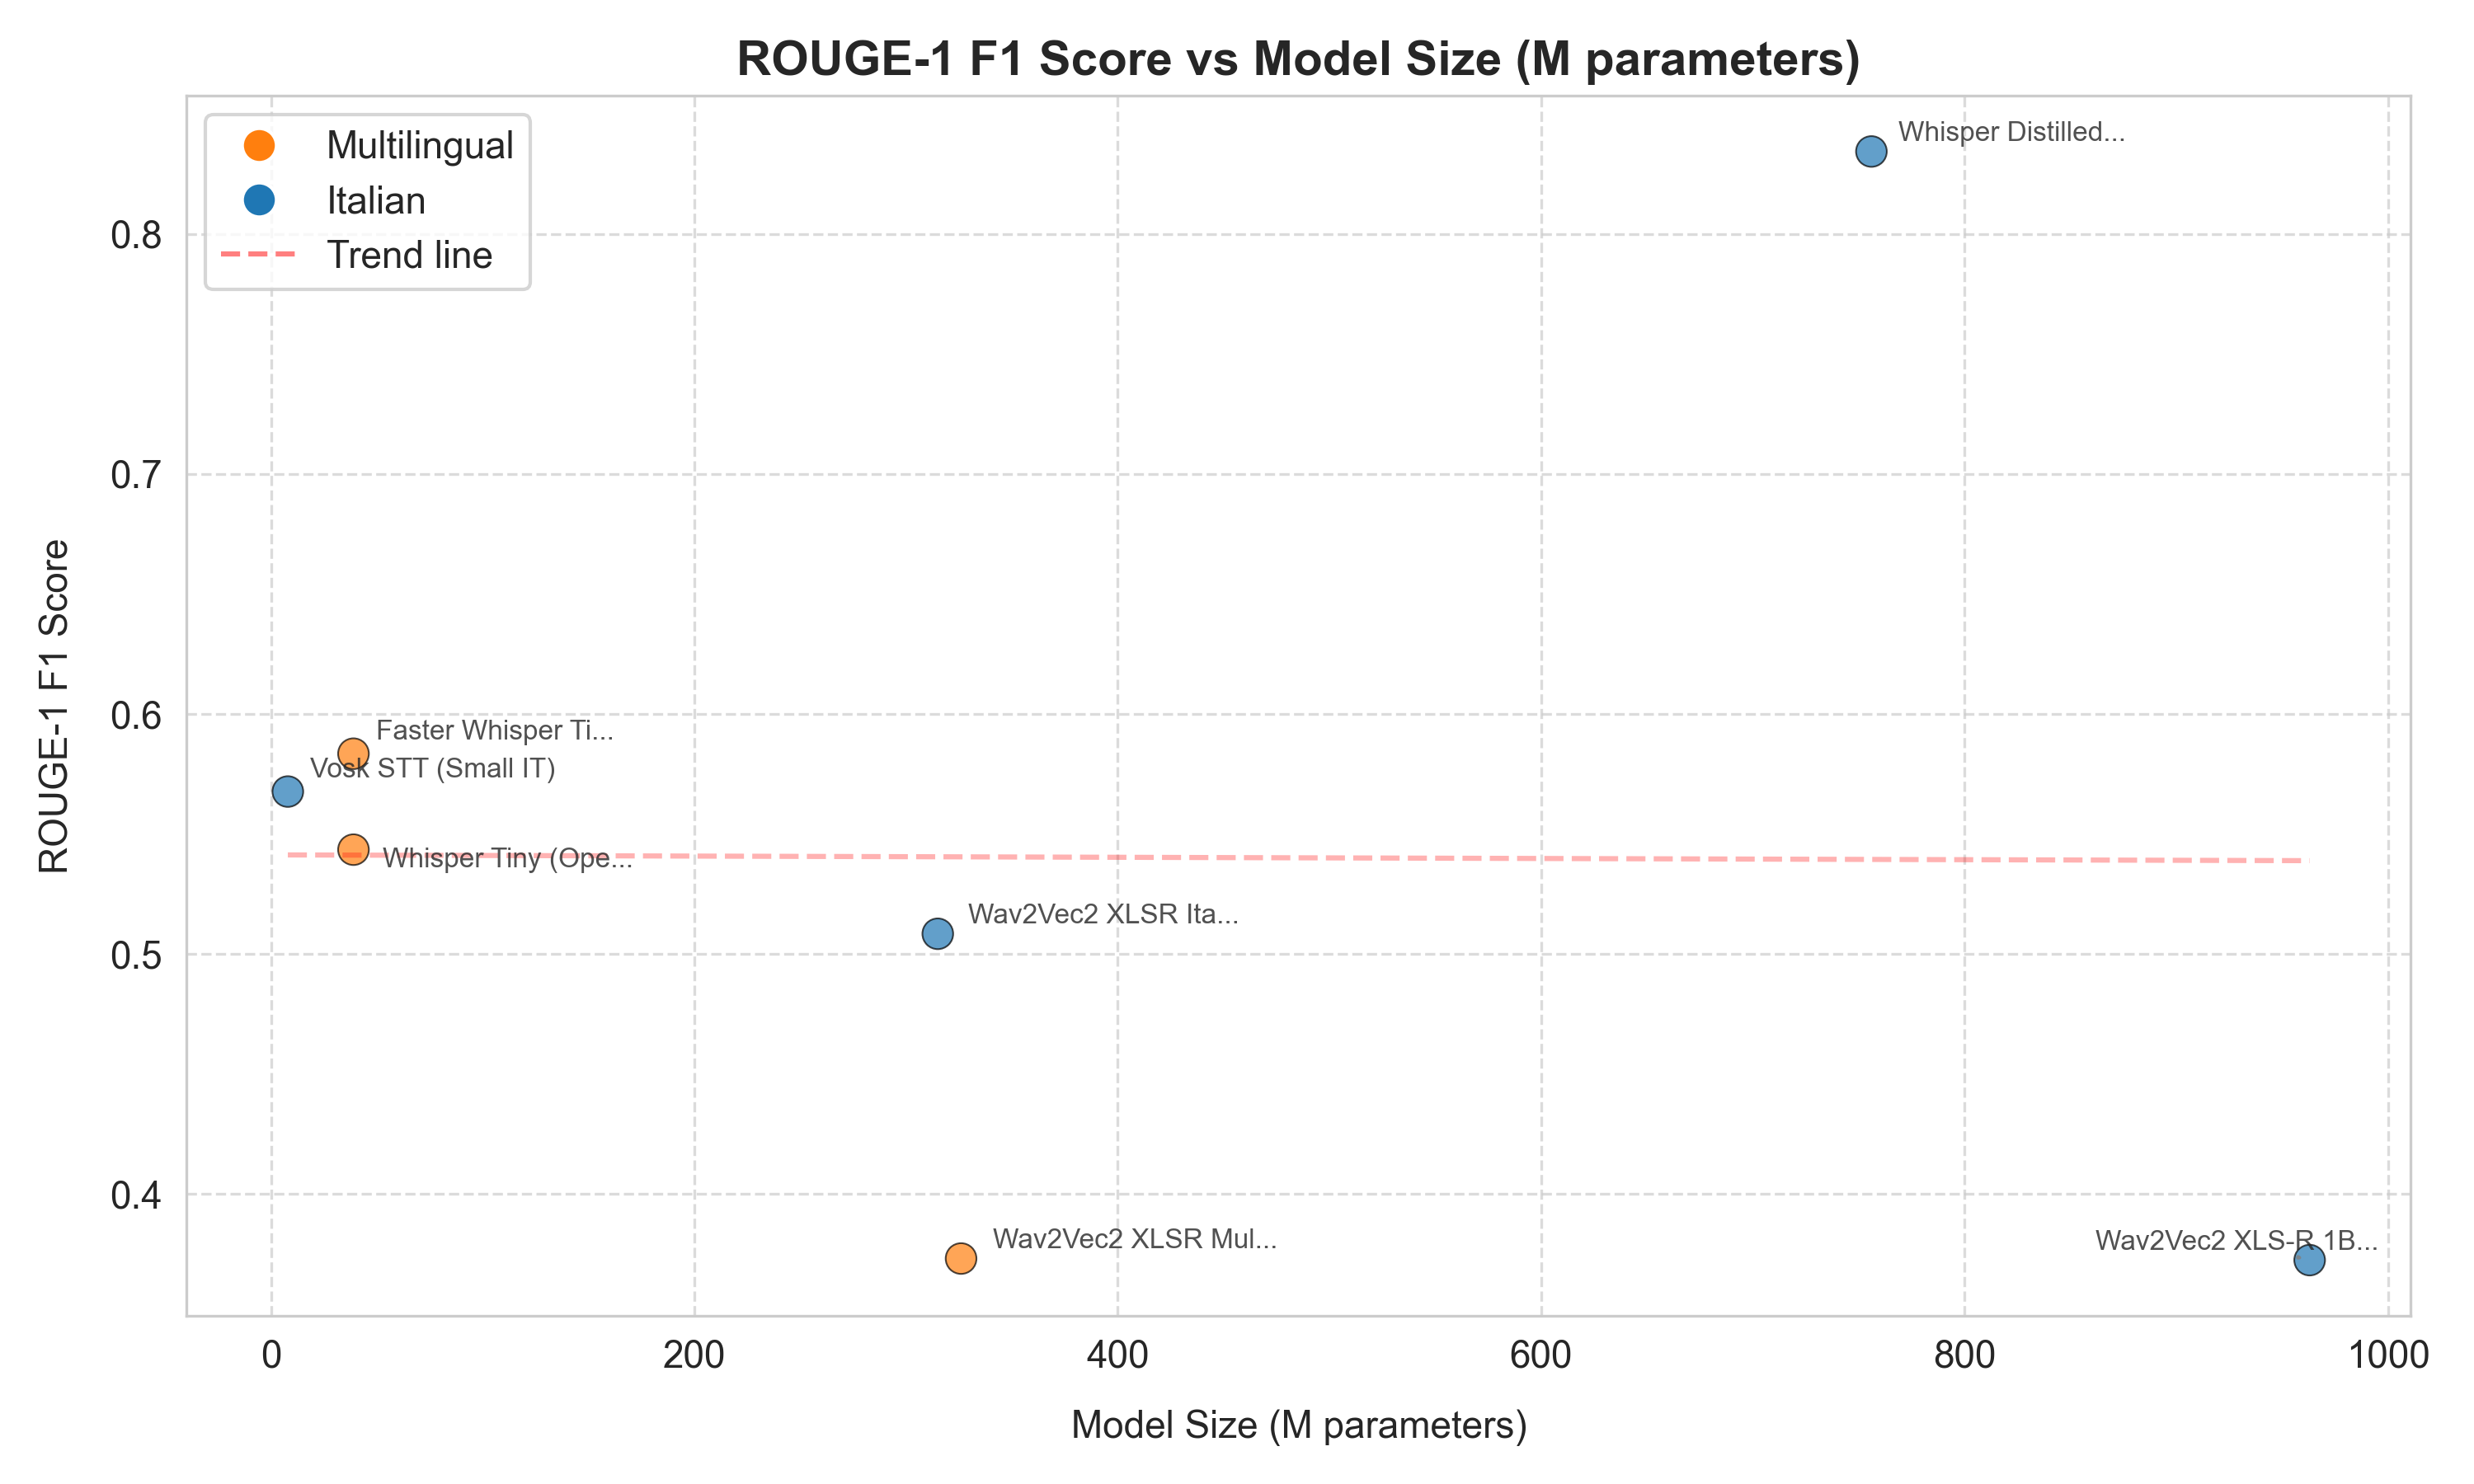 ROUGE-1 F1 Score vs Model Size (M parameters)
Multilingual
Italian
Trend line
Whisper Distilled...
Faster Whisper Ti...
Vosk STT (Small IT)
Whisper Tiny (Ope...
Wav2Vec2 XLSR Ita...
Wav2Vec2 XLSR Mul...
Wav2Vec2 XLS-R 1B...
0.8
0.7
0.6
0.5
0.4
ROUGE-1 F1 Score
0 200 400 600 800 1000
Model Size (M parameters)